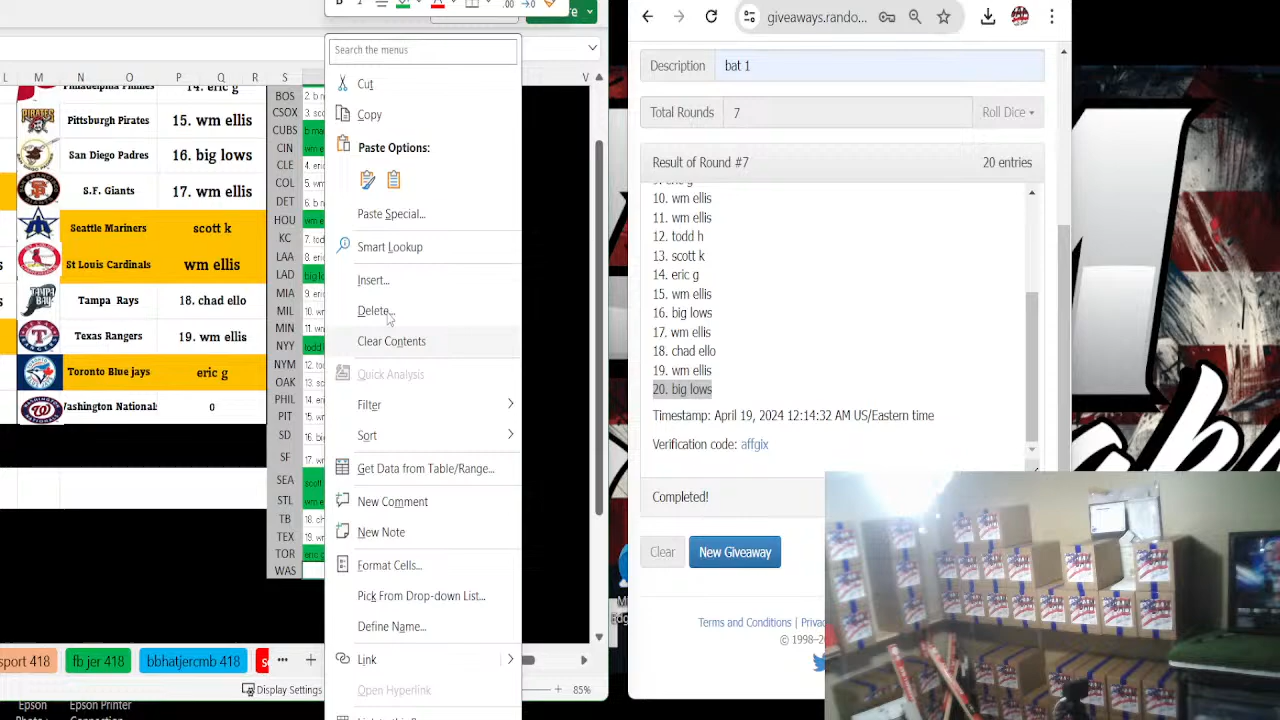 giveaways.rando...
Search the menus
Description bat 1
L M N O P Q R S V
Cut
BOS
2. b
14. eric g
Copy
Total Rounds 7 Roll Dice
CSOX
Pittsburgh Pirates 15. wm ellis
CUBS
CIN
Paste Options:
San Diego Padres 16. big lows
CLE
Result of Round #7 20 entries
COL
S.F. Giants 17. wm ellis
DET
10. wm ellis
Paste Special...
HOU
11. wm ellis
Seattle Mariners scott k
KC
12. todd h
Smart Lookup
LAA
13. scott k
St Louis Cardinals wm ellis
LAD
14. eric g
Insert...
MIA
15. wm ellis
Tampa Rays 18. chad ello
MIL
16. big lows
Delete...
MIN
17. wm ellis
Texas Rangers 19. wm ellis
NYY
Clear Contents
18. chad ello
NYM
19. wm ellis
Toronto Blue jays eric g
OAK
Quick Analysis
20. big lows
PHIL
Washington Nationals 0
Filter
PIT
Timestamp: April 19, 2024 12:14:32 AM US/Eastern time
SD
Sort
Verification code: affgix
SF
Get Data from Table/Range...
SEA
Completed!
STL
New Comment
TB
New Note
TEX
TOR
Clear New Giveaway
WAS
Format Cells...
Pick From Drop-down List...
Define Name...
Terms and Conditions | Privac
© 1998-2
sport 418 fb jer 418 bbhatjercmb 418
Link
Display Settings 85%
Open Hyperlink
Epson Epson Printer